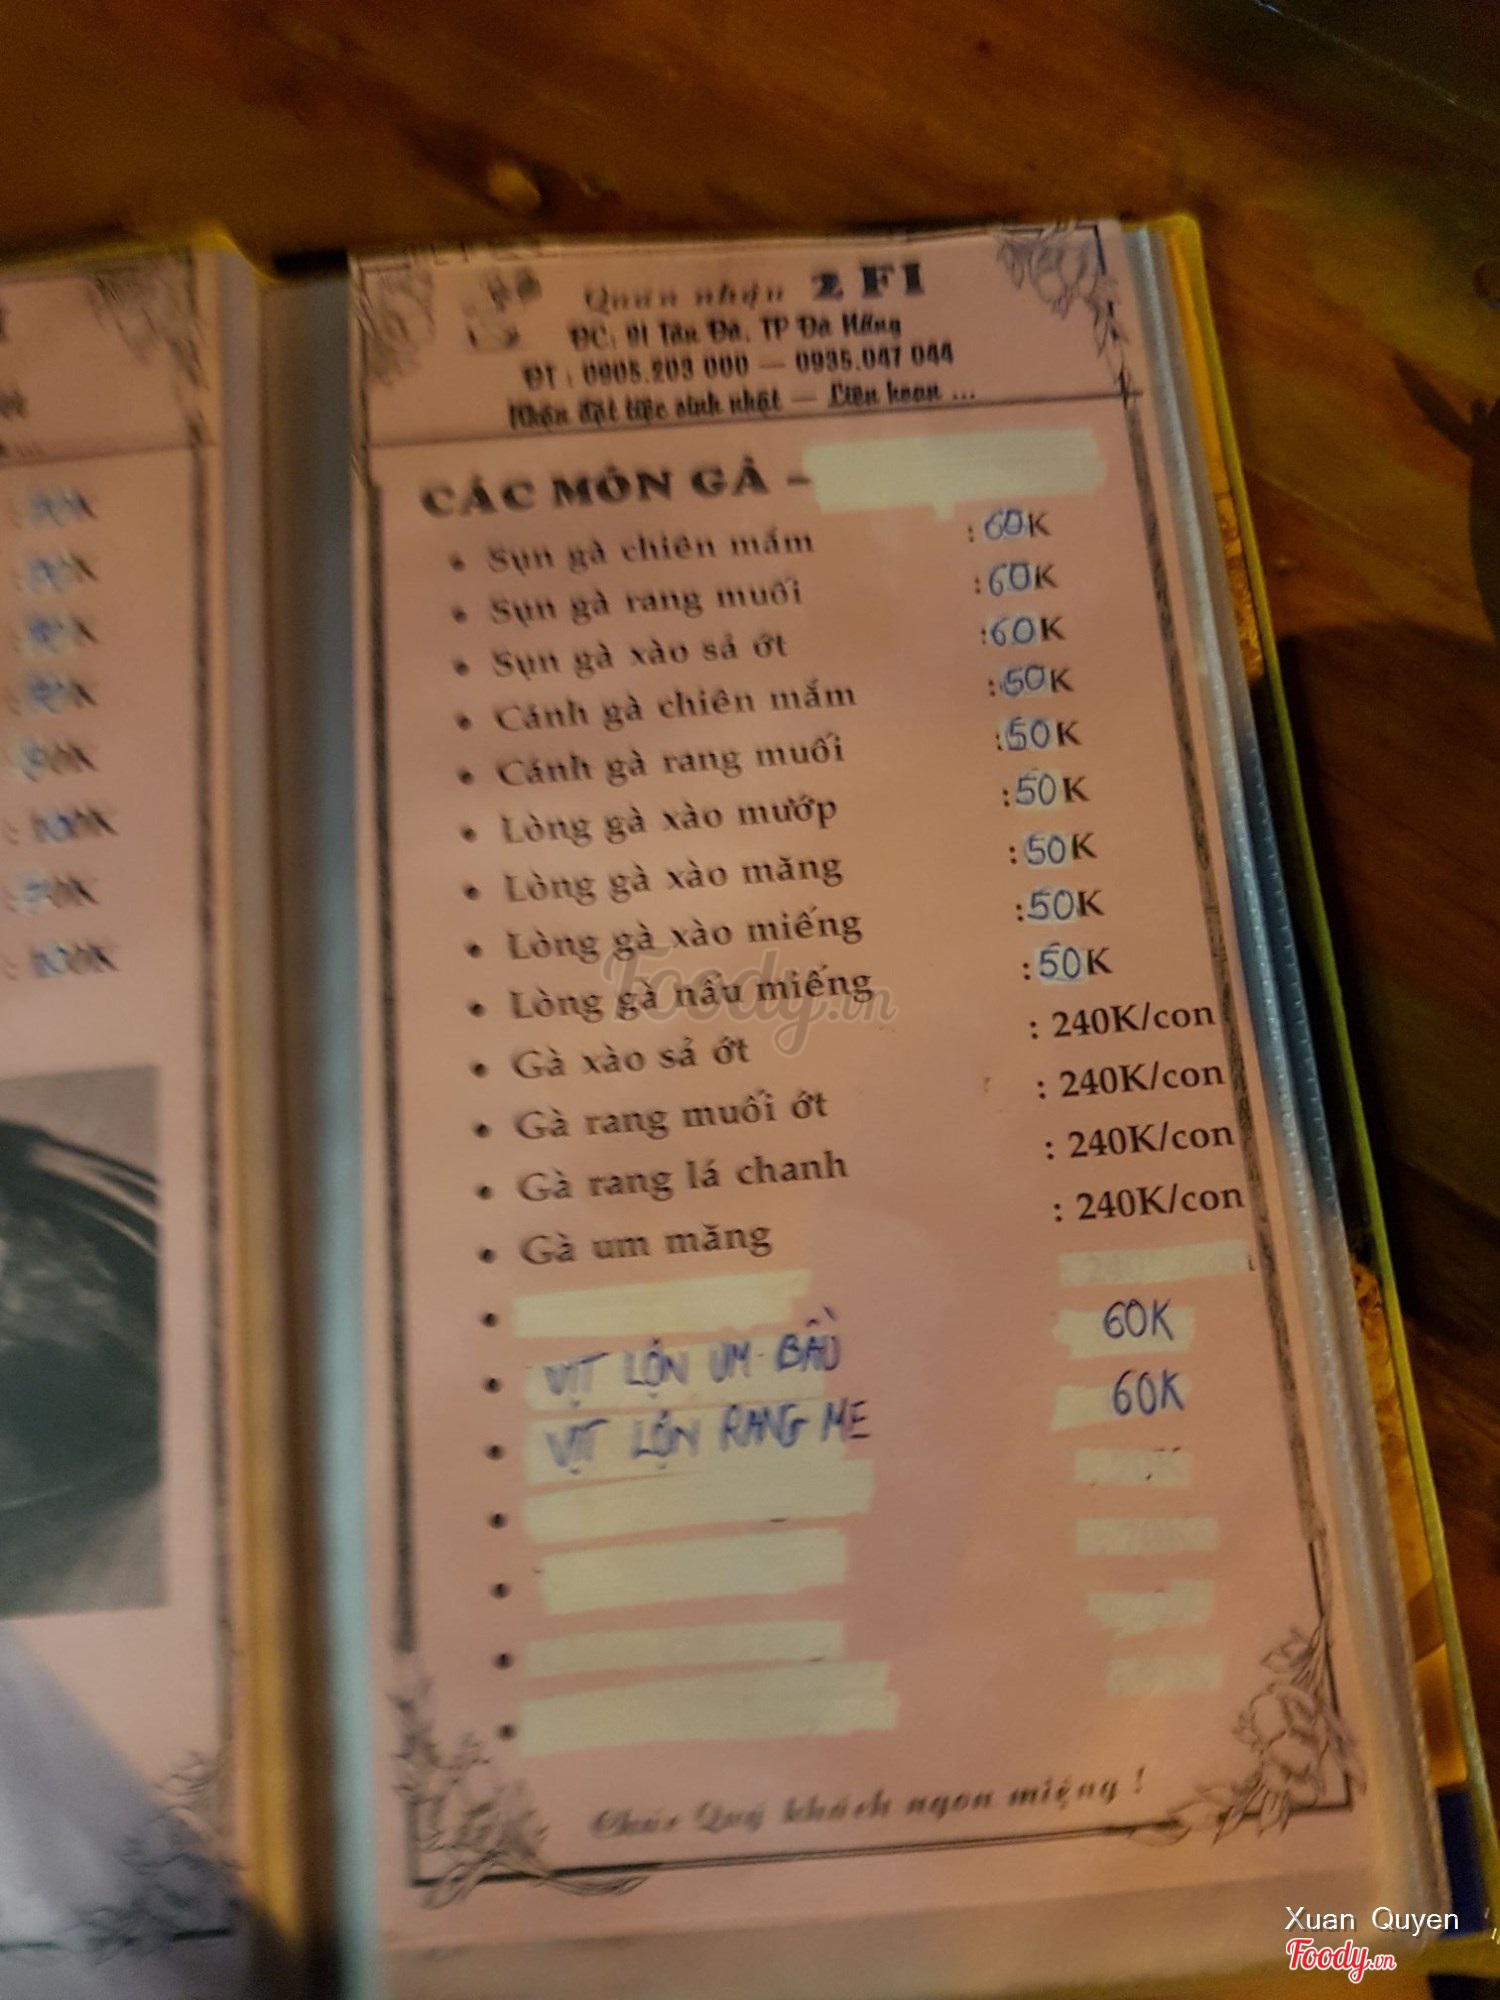 Quán nhậu 2 FI
ĐC: 91 Tản Đà, TP Đà Nẵng
ĐT : 0905.203 000 — 0935.047 044
Nhận đặt tiệc sinh nhật — Liên hoan ...
CÁC MÓN GÀ -
• Sụn gà chiên mắm : 60K
• Sụn gà rang muối : 60K
• Sụn gà xào sả ớt : 60K
• Cánh gà chiên mắm : 50K
• Cánh gà rang muối : 50K
• Lòng gà xào mướp : 50K
• Lòng gà xào măng : 50K
• Lòng gà xào miếng : 50K
• Lòng gà nấu miếng : 50K
• Gà xào sả ớt : 240K/con
• Gà rang muối ớt : 240K/con
• Gà rang lá chanh : 240K/con
• Gà um măng : 240K/con
• VỊT LỘN UM BẦU 60K
• VỊT LỘN RANG ME 60K
Chúc Quý khách ngon miệng !
Foody.vn
Xuan Quyen
Foody.vn